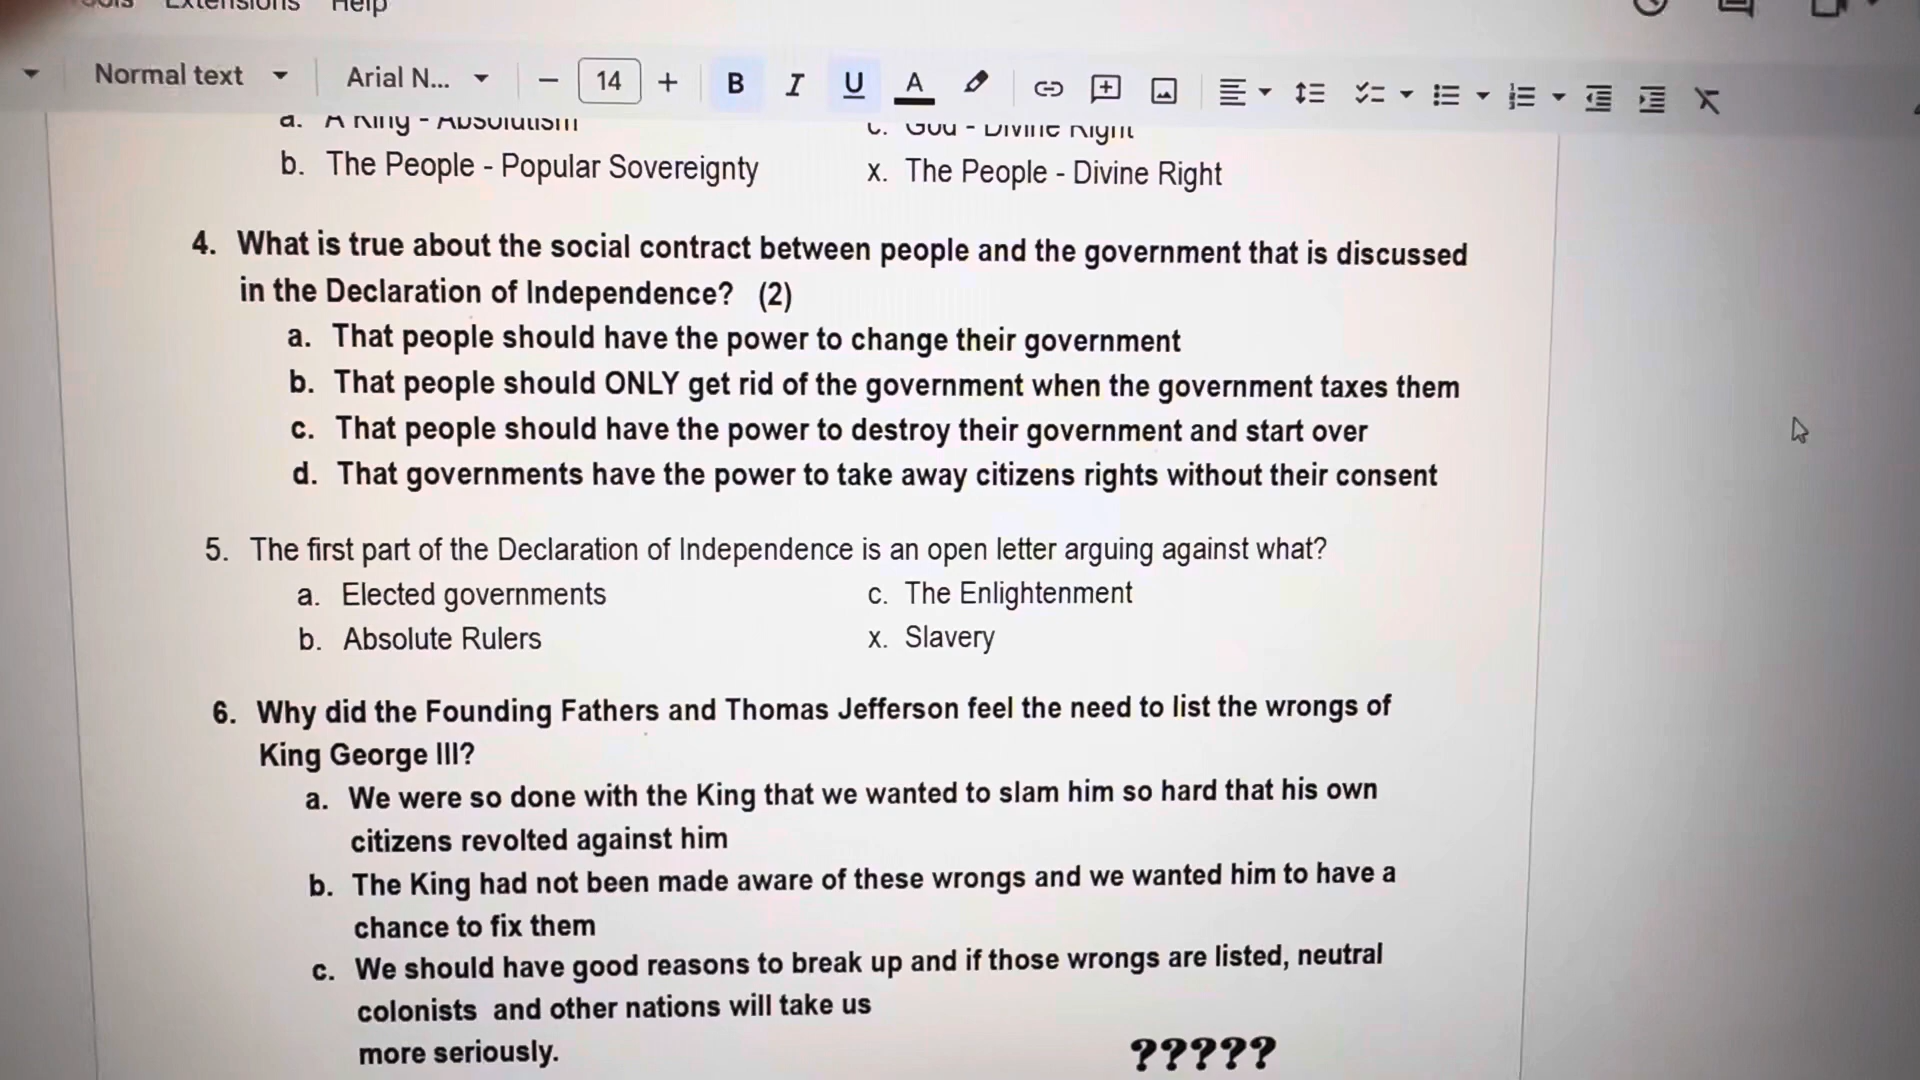 Extensions Help
Normal text Arial N... 14 B I U A
a. A King - Absolutism c. God - Divine Right
b. The People - Popular Sovereignty x. The People - Divine Right
4. What is true about the social contract between people and the government that is discussed
in the Declaration of Independence? (2)
a. That people should have the power to change their government
b. That people should ONLY get rid of the government when the government taxes them
c. That people should have the power to destroy their government and start over
d. That governments have the power to take away citizens rights without their consent
5. The first part of the Declaration of Independence is an open letter arguing against what?
a. Elected governments c. The Enlightenment
b. Absolute Rulers x. Slavery
6. Why did the Founding Fathers and Thomas Jefferson feel the need to list the wrongs of
King George III?
a. We were so done with the King that we wanted to slam him so hard that his own
citizens revolted against him
b. The King had not been made aware of these wrongs and we wanted him to have a
chance to fix them
c. We should have good reasons to break up and if those wrongs are listed, neutral
colonists and other nations will take us
more seriously.
?????